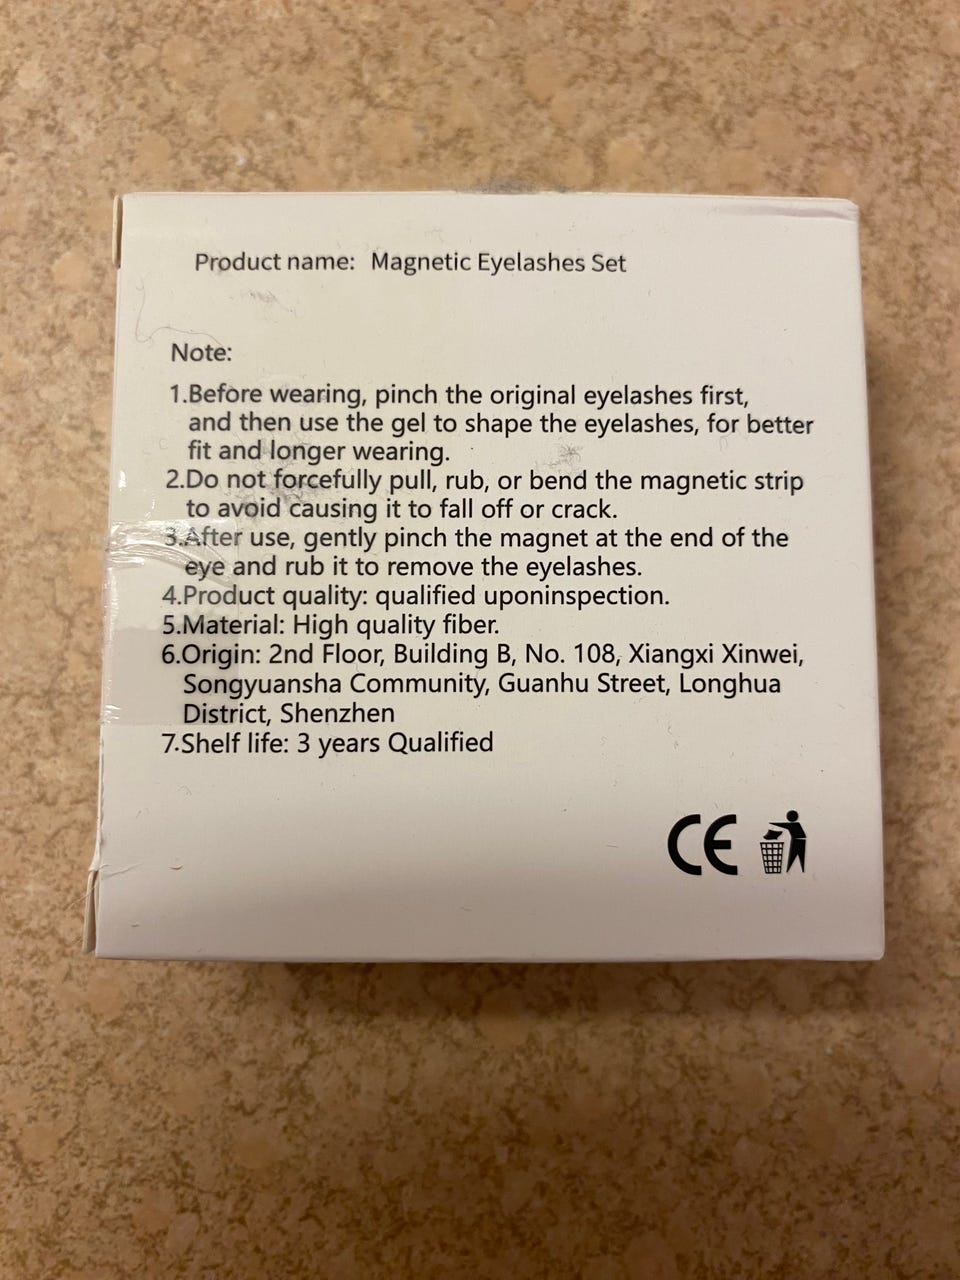 Product name: Magnetic Eyelashes Set
Note:
1.Before wearing, pinch the original eyelashes first,
and then use the gel to shape the eyelashes, for better
fit and longer wearing.
2.Do not forcefully pull, rub, or bend the magnetic strip
to avoid causing it to fall off or crack.
3.After use, gently pinch the magnet at the end of the
eye and rub it to remove the eyelashes.
4.Product quality: qualified uponinspection.
5.Material: High quality fiber.
6.Origin: 2nd Floor, Building B, No. 108, Xiangxi Xinwei,
Songyuansha Community, Guanhu Street, Longhua
District, Shenzhen
7.Shelf life: 3 years Qualified
CE